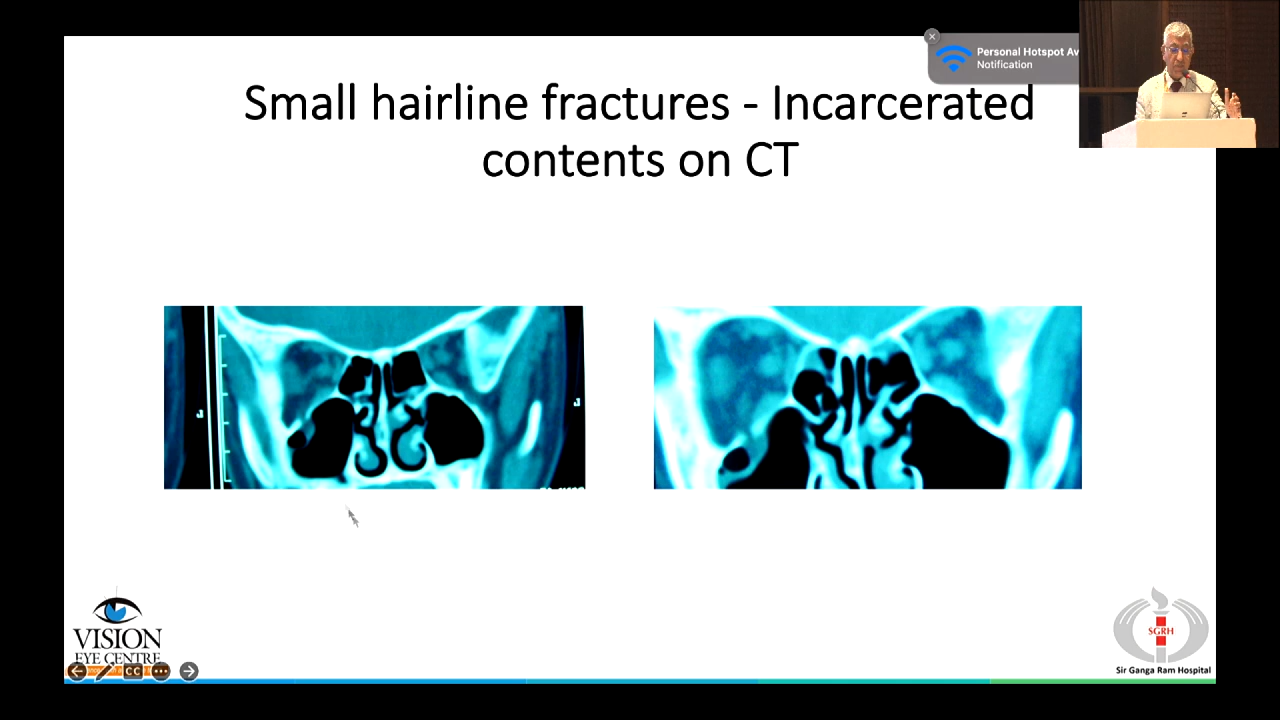 Personal Hotspot Av
Notification
Small hairline fractures - Incarcerated
contents on CT
VISION
EYE CENTRE
CC
SGRH
Sir Ganga Ram Hospital